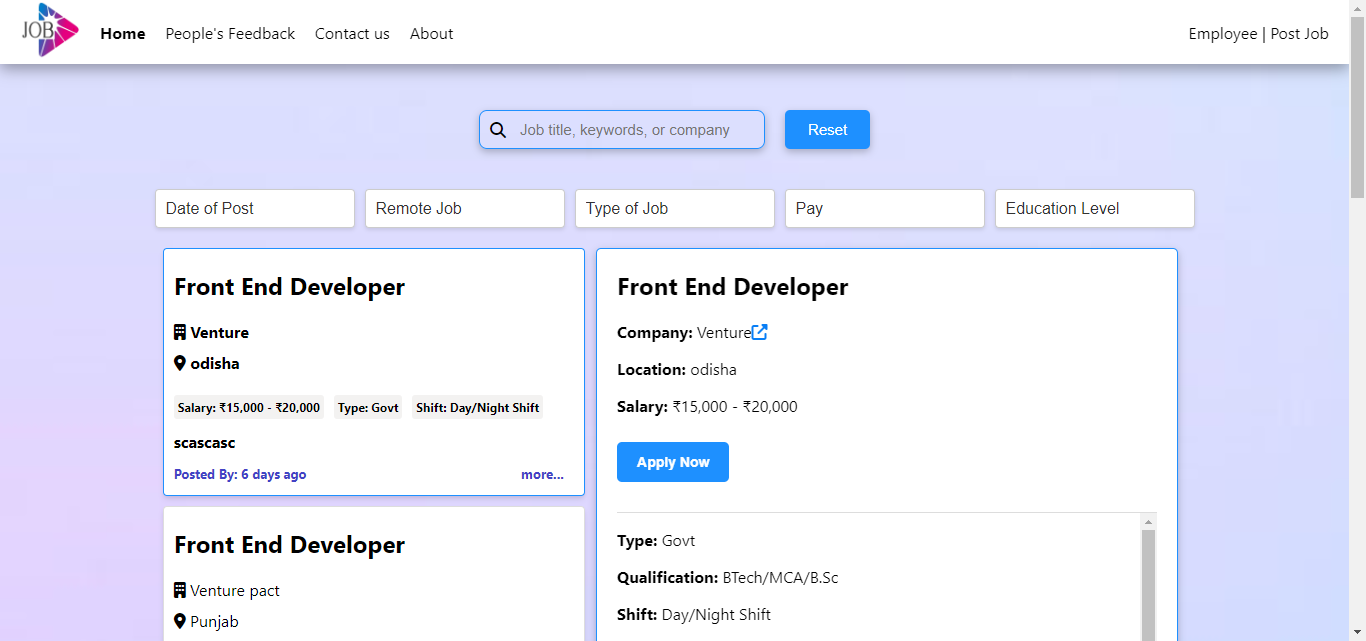 JOB
Home People's Feedback Contact us About Employee | Post Job
Job title, keywords, or company Reset
Date of Post Remote Job Type of Job Pay Education Level
Front End Developer
Venture
odisha
Salary: ₹15,000 - ₹20,000 Type: Govt Shift: Day/Night Shift
scascasc
Posted By: 6 days ago more...
Front End Developer
Venture pact
Punjab
Front End Developer
Company: Venture
Location: odisha
Salary: ₹15,000 - ₹20,000
Apply Now
Type: Govt
Qualification: BTech/MCA/B.Sc
Shift: Day/Night Shift